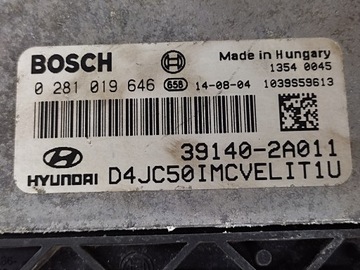 BOSCH
Made in Hungary
1354 0045
0 281 019 646 658 14-08-04 1039S59613
39140-2A011
HYUNDAI D4JC50IMCVELIT1U